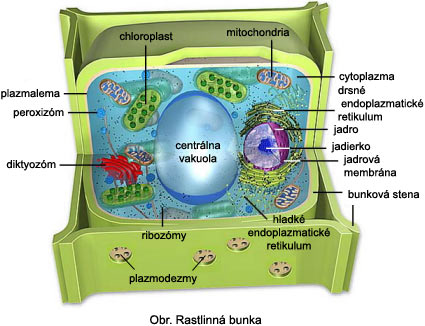 chloroplast
mitochondria
plazmalema
peroxizóm
cytoplazma
drsné
endoplazmatické
retikulum
jadro
jadierko
jadrová
membrána
centrálna
vakuola
diktyozóm
bunková stena
ribozómy
hladké
endoplazmatické
retikulum
plazmodezmy
Obr. Rastlinná bunka